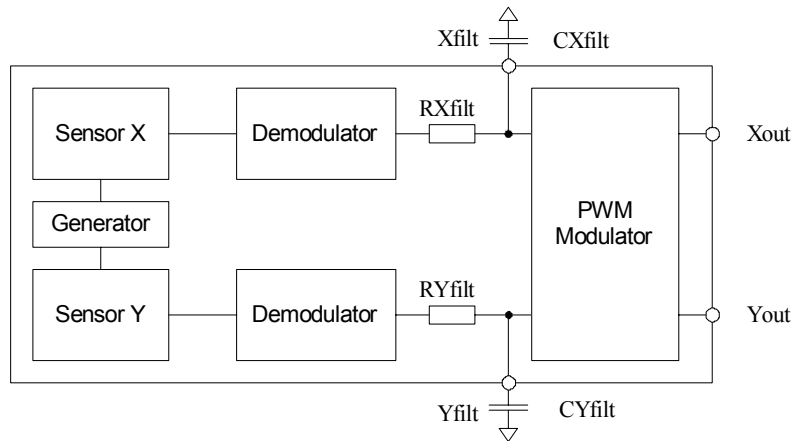 Xfilt CXfilt
RXfilt
Sensor X
Demodulator
Xout
Generator
PWM
Modulator
RYfilt
Sensor Y
Demodulator
Yout
Yfilt CYfilt